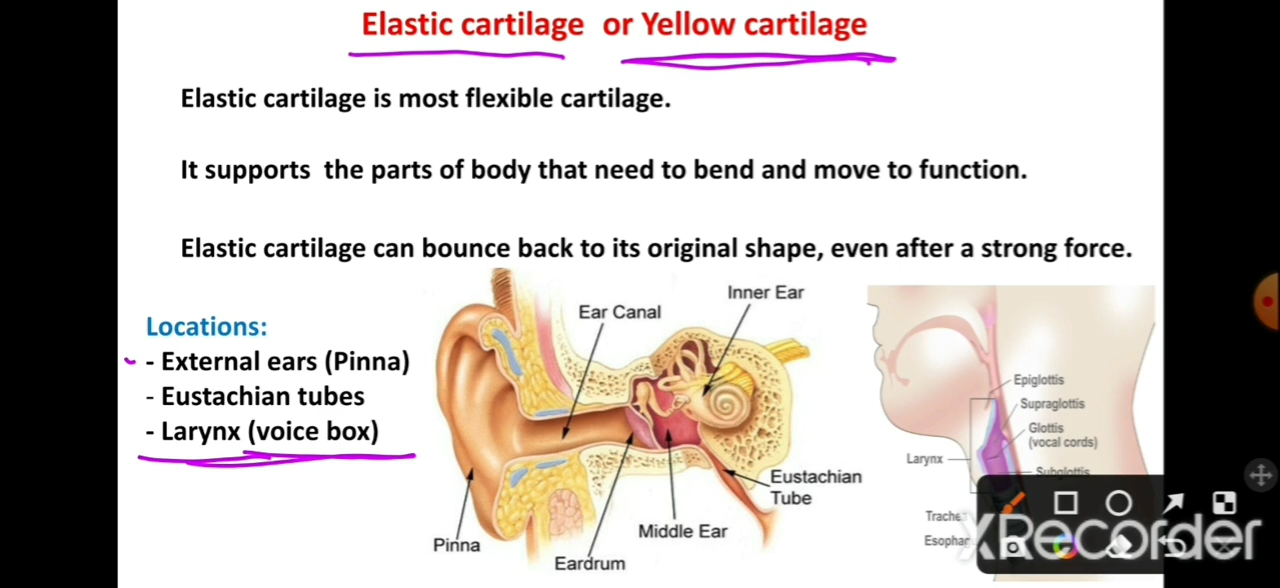 Elastic cartilage or Yellow cartilage
Elastic cartilage is most flexible cartilage.
It supports the parts of body that need to bend and move to function.
Elastic cartilage can bounce back to its original shape, even after a strong force.
Locations:
- External ears (Pinna)
- Eustachian tubes
- Larynx (voice box)
Inner Ear
Ear Canal
Eustachian
Tube
Middle Ear
Pinna
Eardrum
Epiglottis
Supraglottis
Glottis
(vocal cords)
Larynx
Subglottis
XRecorder